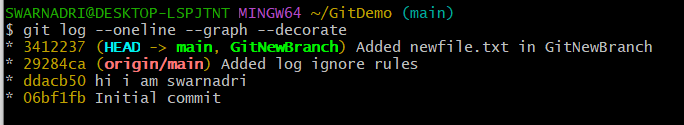 SWARNADRI@DESKTOP-LSPJTNT MINGW64 ~/GitDemo (main)
$ git log --oneline --graph --decorate
* 3412237 (HEAD -> main, GitNewBranch) Added newfile.txt in GitNewBranch
* 29284ca (origin/main) Added log ignore rules
* ddacb50 hi i am swarnadri
* 06bf1fb Initial commit